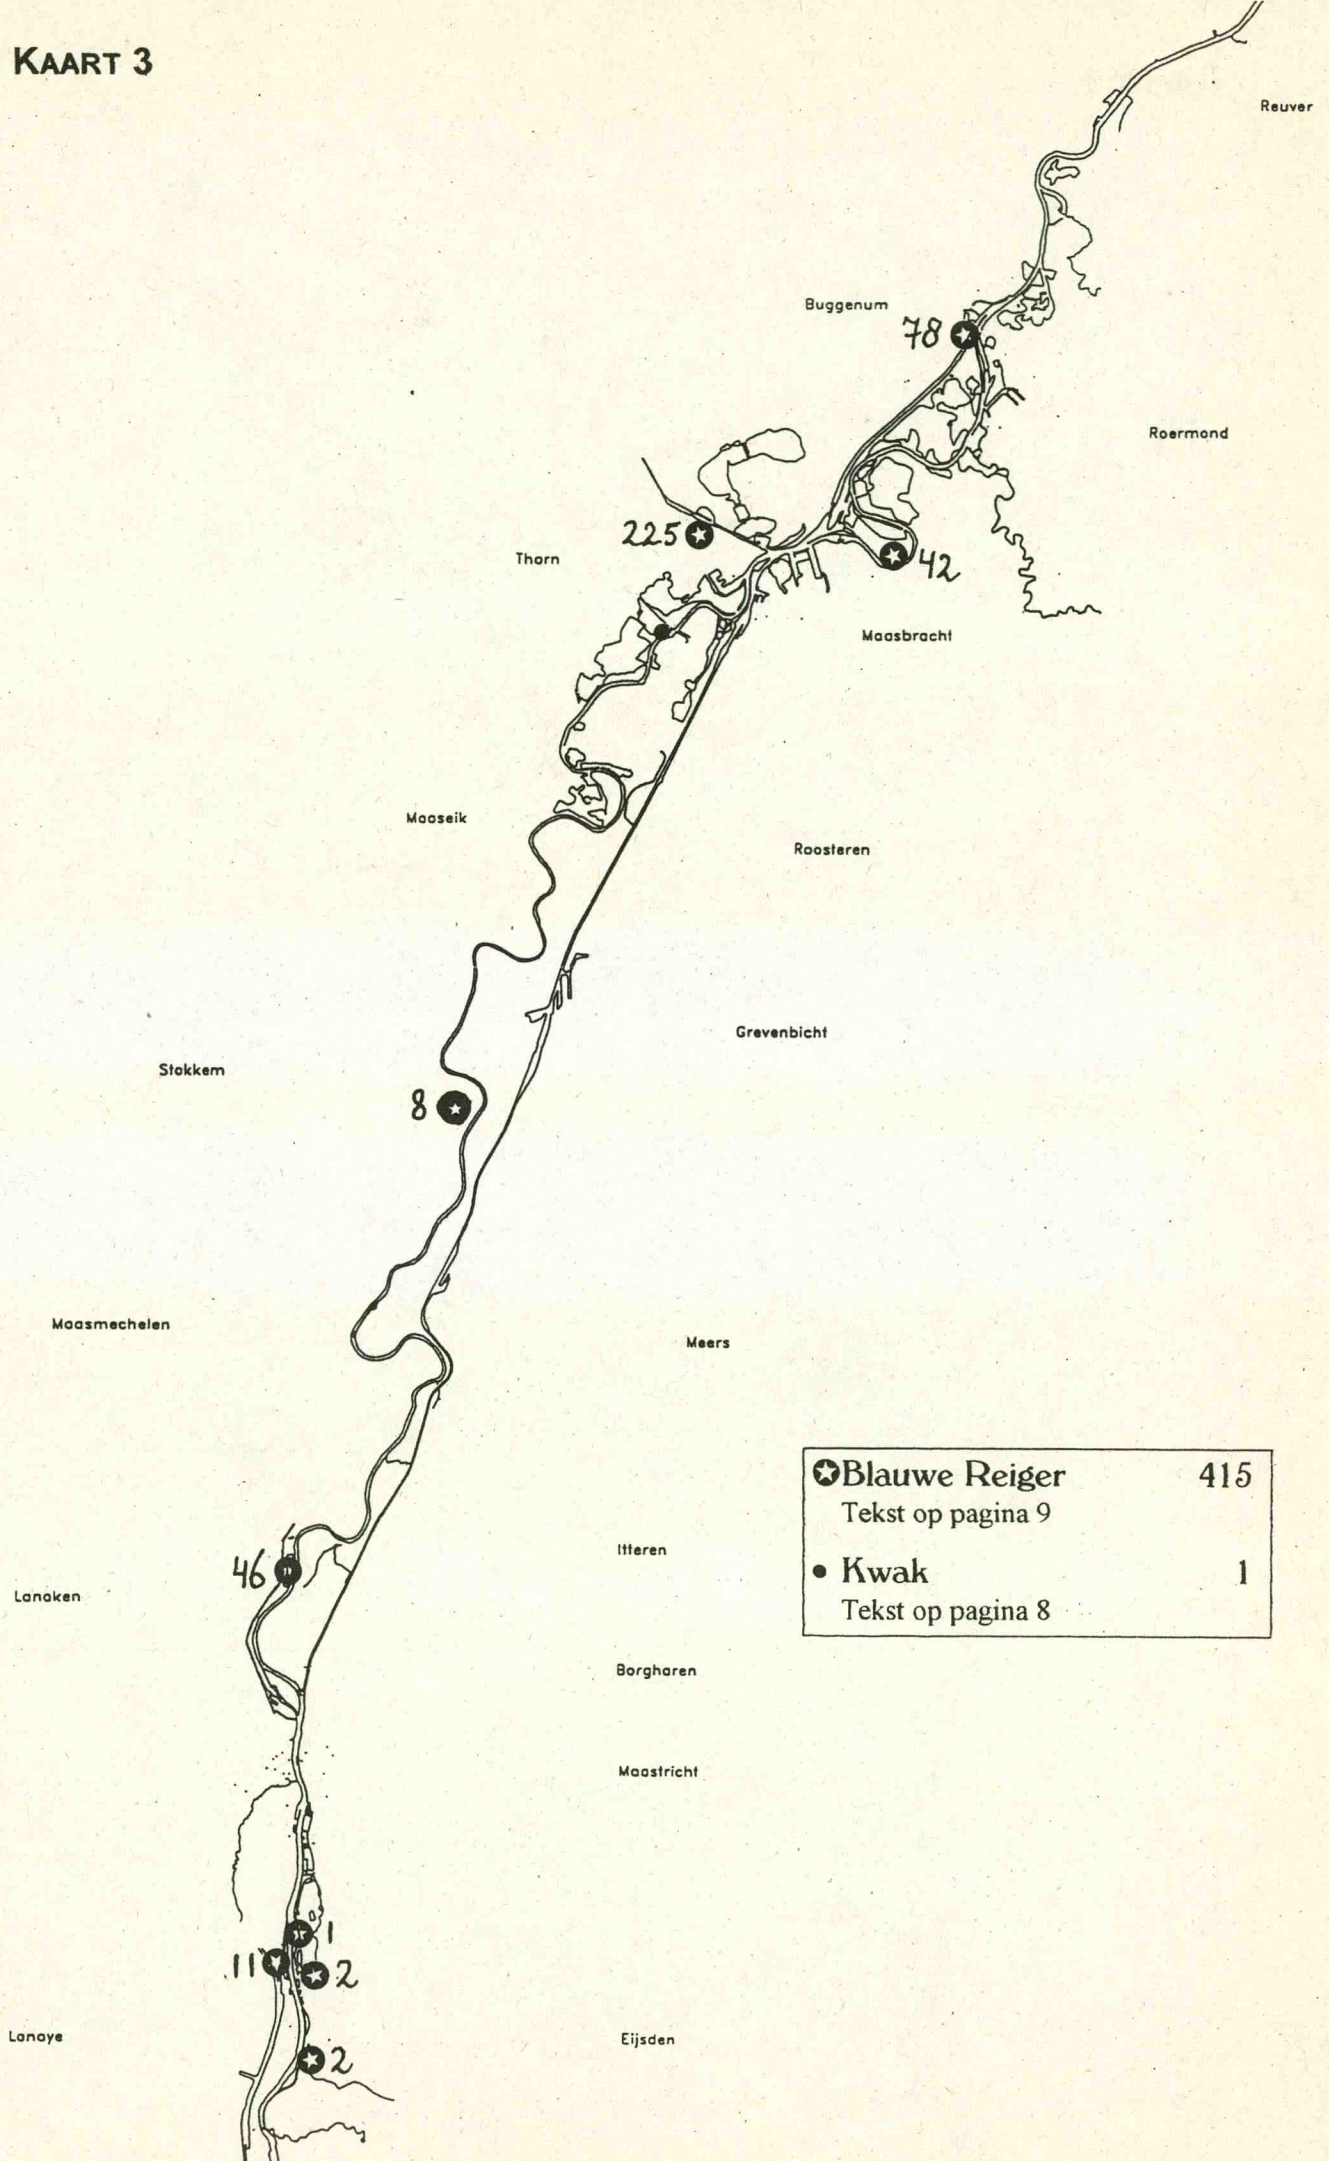 KAART 3
Reuver
Buggenum
78
Roermond
225
42
Thorn
Maasbracht
Maaseik
Roosteren
Grevenbicht
Stokkem
8
Maasmechelen
Meers
Blauwe Reiger 415
Tekst op pagina 9
Kwak 1
Tekst op pagina 8
Itteren
46
Lanaken
Borgharen
Maastricht
1
11
2
Lanaye
Eijsden
2